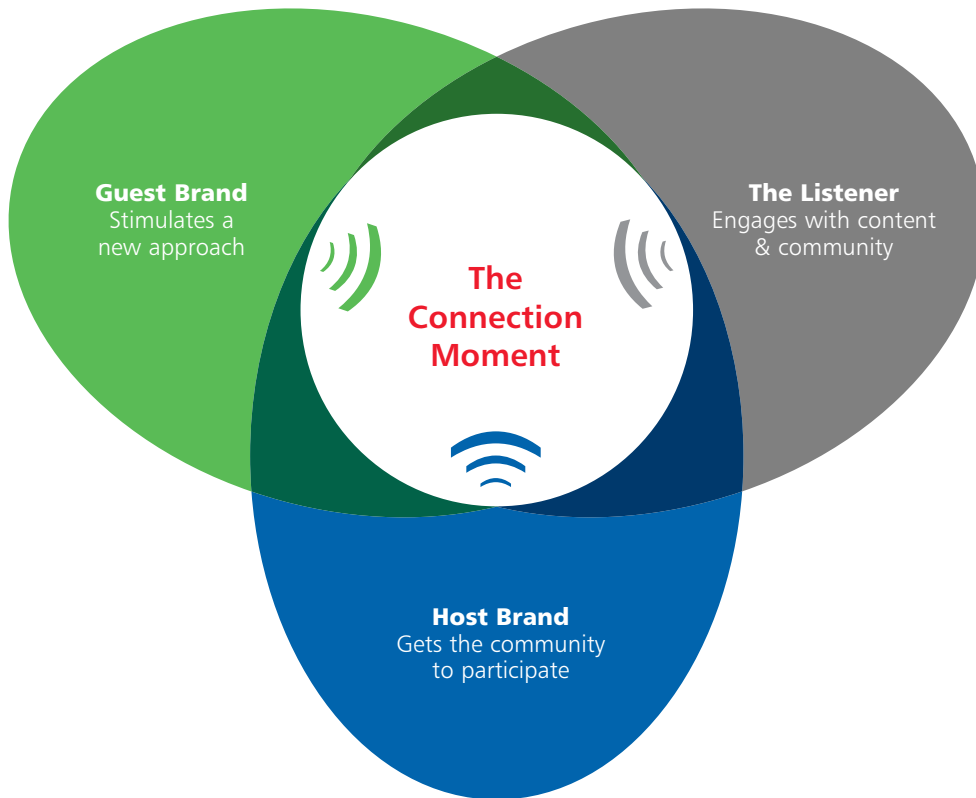 Guest Brand
Stimulates a
new approach
The Listener
Engages with content
& community
The
Connection
Moment
Host Brand
Gets the community
to participate